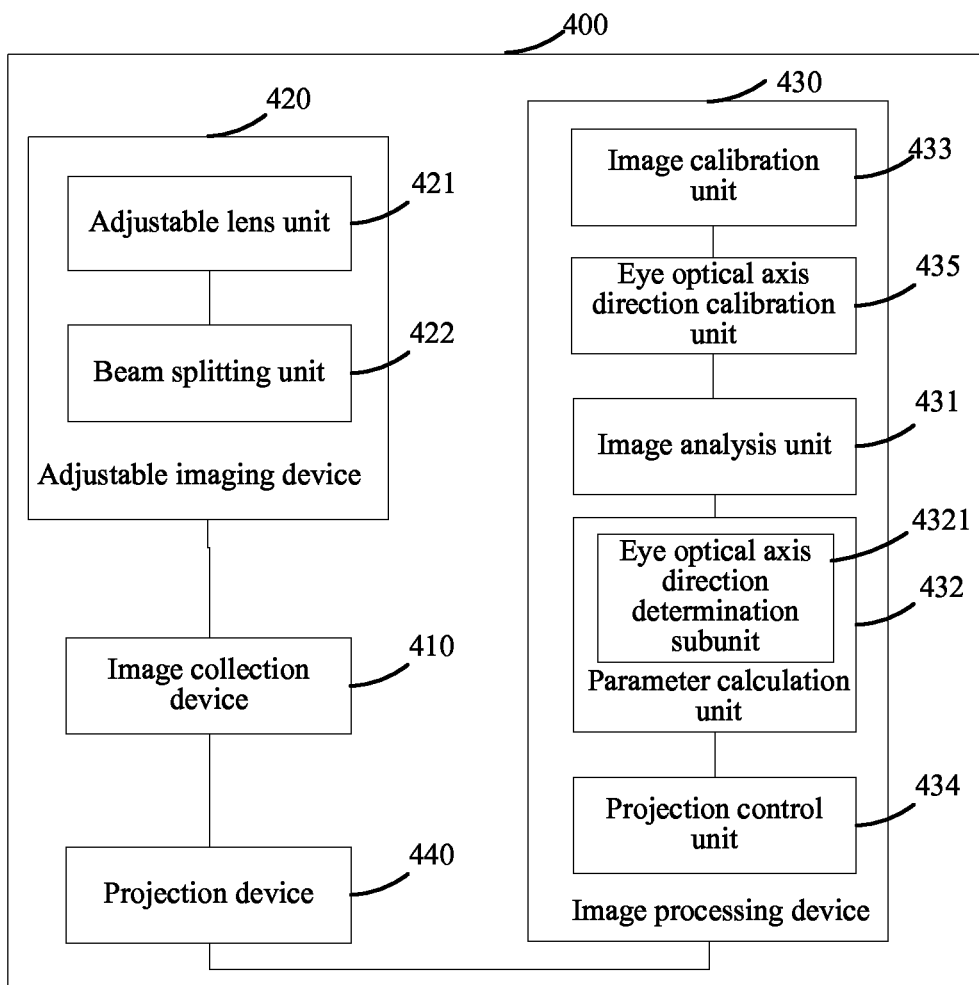 400
420
421
Adjustable lens unit
422
Beam splitting unit
Adjustable imaging device
410
Image collection
device
440
Projection device
430
433
Image calibration
unit
435
Eye optical axis
direction calibration
unit
431
Image analysis unit
4321
Eye optical axis
direction
determination
subunit
432
Parameter calculation
unit
434
Projection control
unit
Image processing device